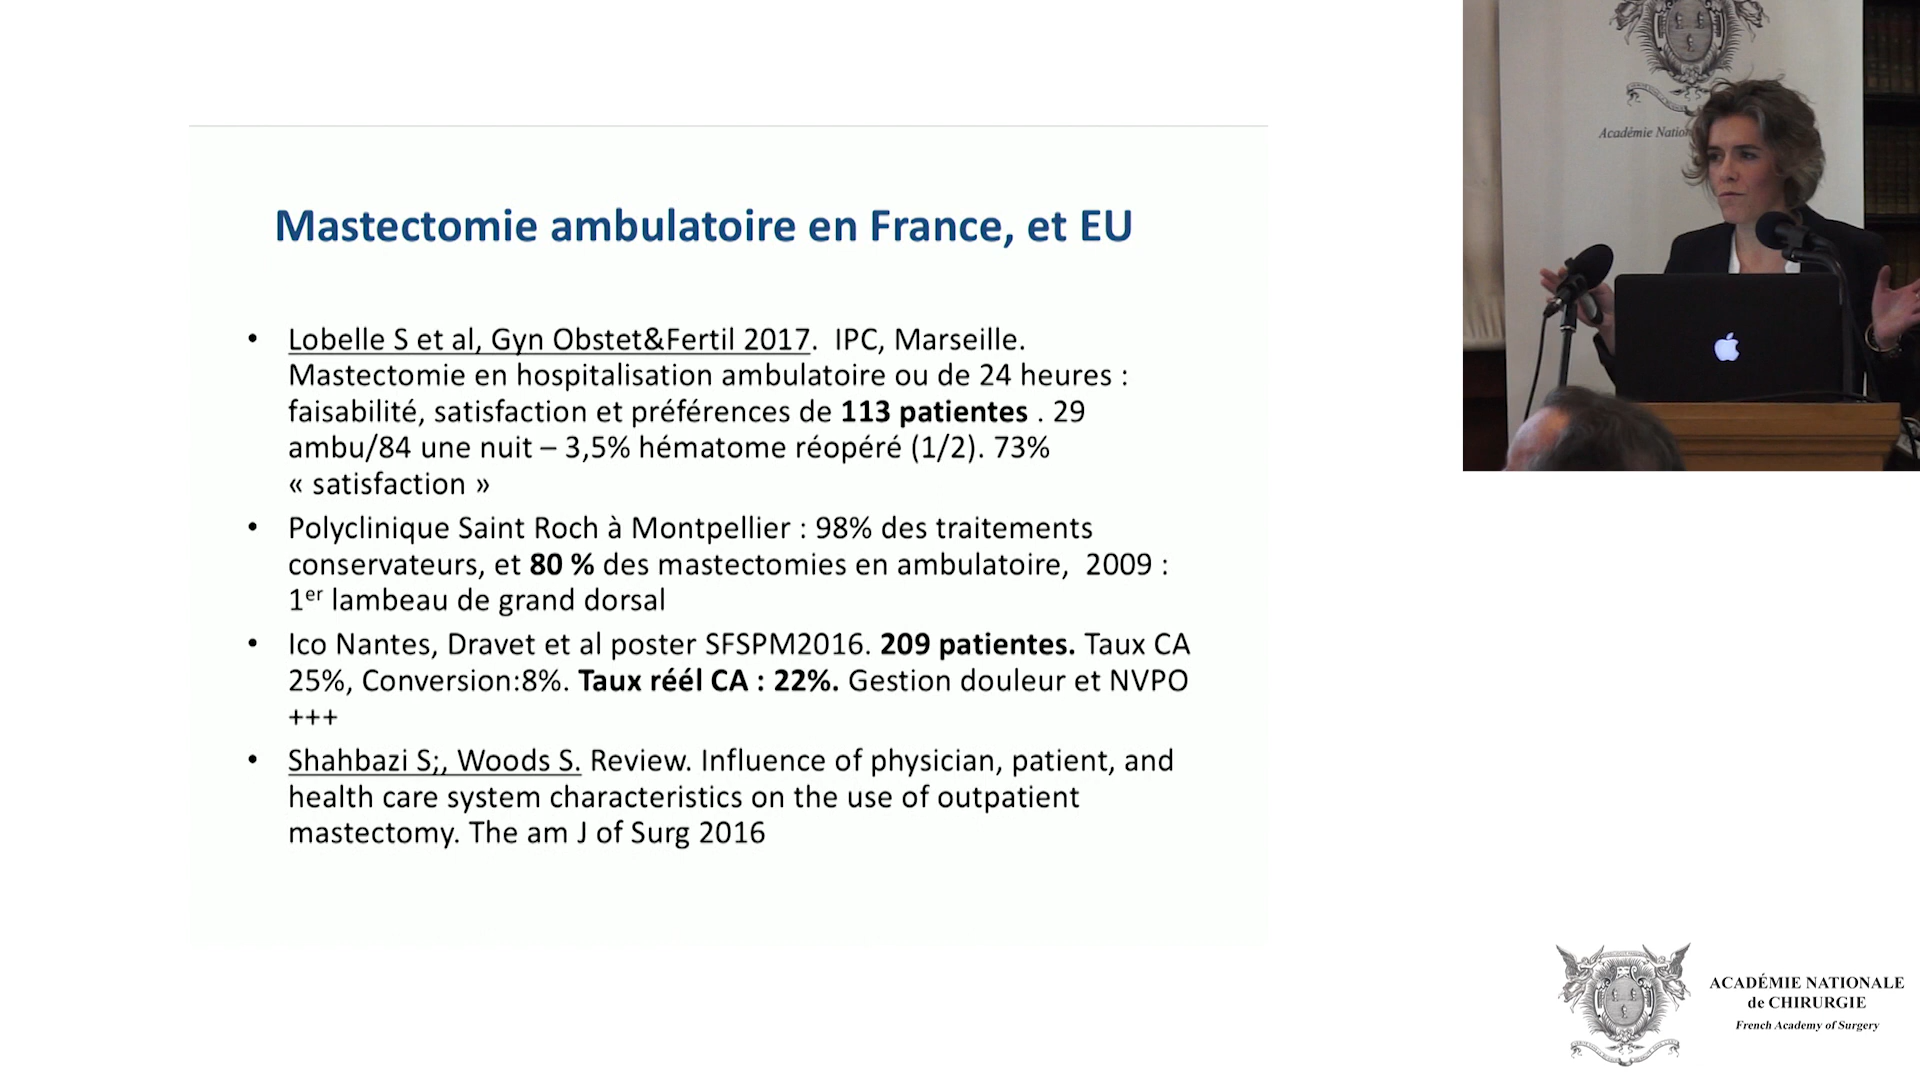 Mastectomie ambulatoire en France, et EU
• Lobelle S et al, Gyn Obstet&Fertil 2017. IPC, Marseille.
Mastectomie en hospitalisation ambulatoire ou de 24 heures :
faisabilité, satisfaction et préférences de 113 patientes . 29
ambu/84 une nuit – 3,5% hématome réopéré (1/2). 73%
« satisfaction »
• Polyclinique Saint Roch à Montpellier : 98% des traitements
conservateurs, et 80 % des mastectomies en ambulatoire, 2009 :
1er lambeau de grand dorsal
• Ico Nantes, Dravet et al poster SFSPM2016. 209 patientes. Taux CA
25%, Conversion:8%. Taux réél CA : 22%. Gestion douleur et NVPO
+++
• Shahbazi S;, Woods S. Review. Influence of physician, patient, and
health care system characteristics on the use of outpatient
mastectomy. The am J of Surg 2016
Académie
ACADÉMIE NATIONALE
de CHIRURGIE
French Academy of Surgery